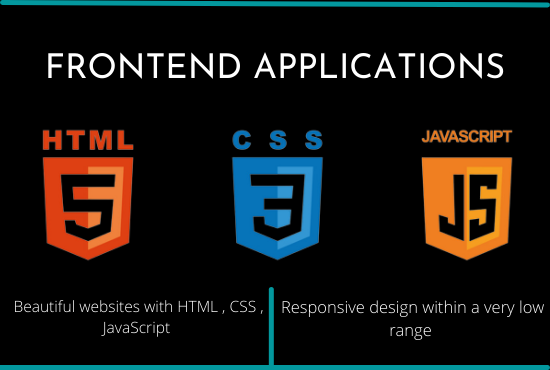 FRONTEND APPLICATIONS
HTML
CSS
JAVASCRIPT
5
3
JS
Beautiful websites with HTML , CSS ,
JavaScript
Responsive design within a very low
range